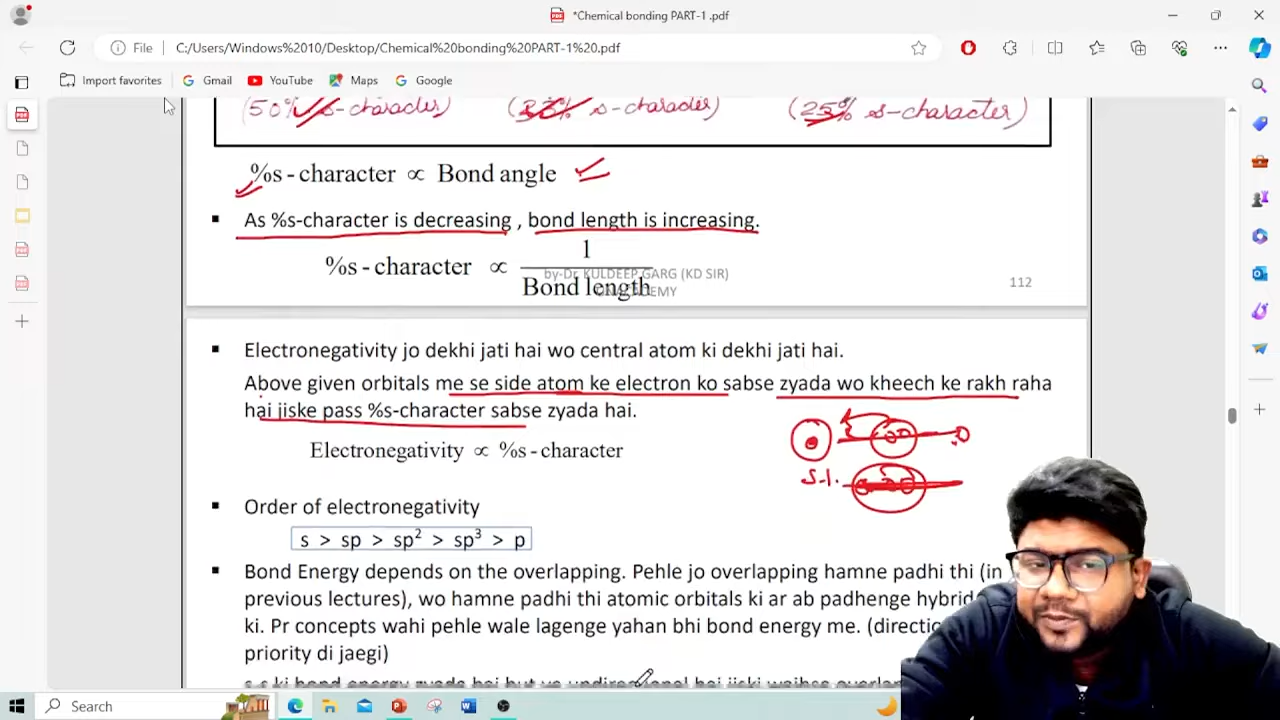 *Chemical bonding PART-1 .pdf
File C:/Users/Windows%2010/Desktop/Chemical%20bonding%20PART-1%20.pdf
Import favorites Gmail YouTube Maps Google
(50% s-character) s-character) (25% s-character)
%s - character ∝ Bond angle
▪ As %s-character is decreasing , bond length is increasing.
%s - character ∝ 1
Bond length
by-Dr. KULDEEP GARG (KD SIR)
UNACADEMY
112
▪ Electronegativity jo dekhi jati hai wo central atom ki dekhi jati hai.
Above given orbitals me se side atom ke electron ko sabse zyada wo kheech ke rakh raha
hai jiske pass %s-character sabse zyada hai.
Electronegativity ∝ %s - character
▪ Order of electronegativity
s > sp > sp² > sp³ > p
▪ Bond Energy depends on the overlapping. Pehle jo overlapping hamne padhi thi (in
previous lectures), wo hamne padhi thi atomic orbitals ki ar ab padhenge
ki. Pr concepts wahi pehle wale lagenge yahan bhi bond energy me.
priority di jaegi)
Search